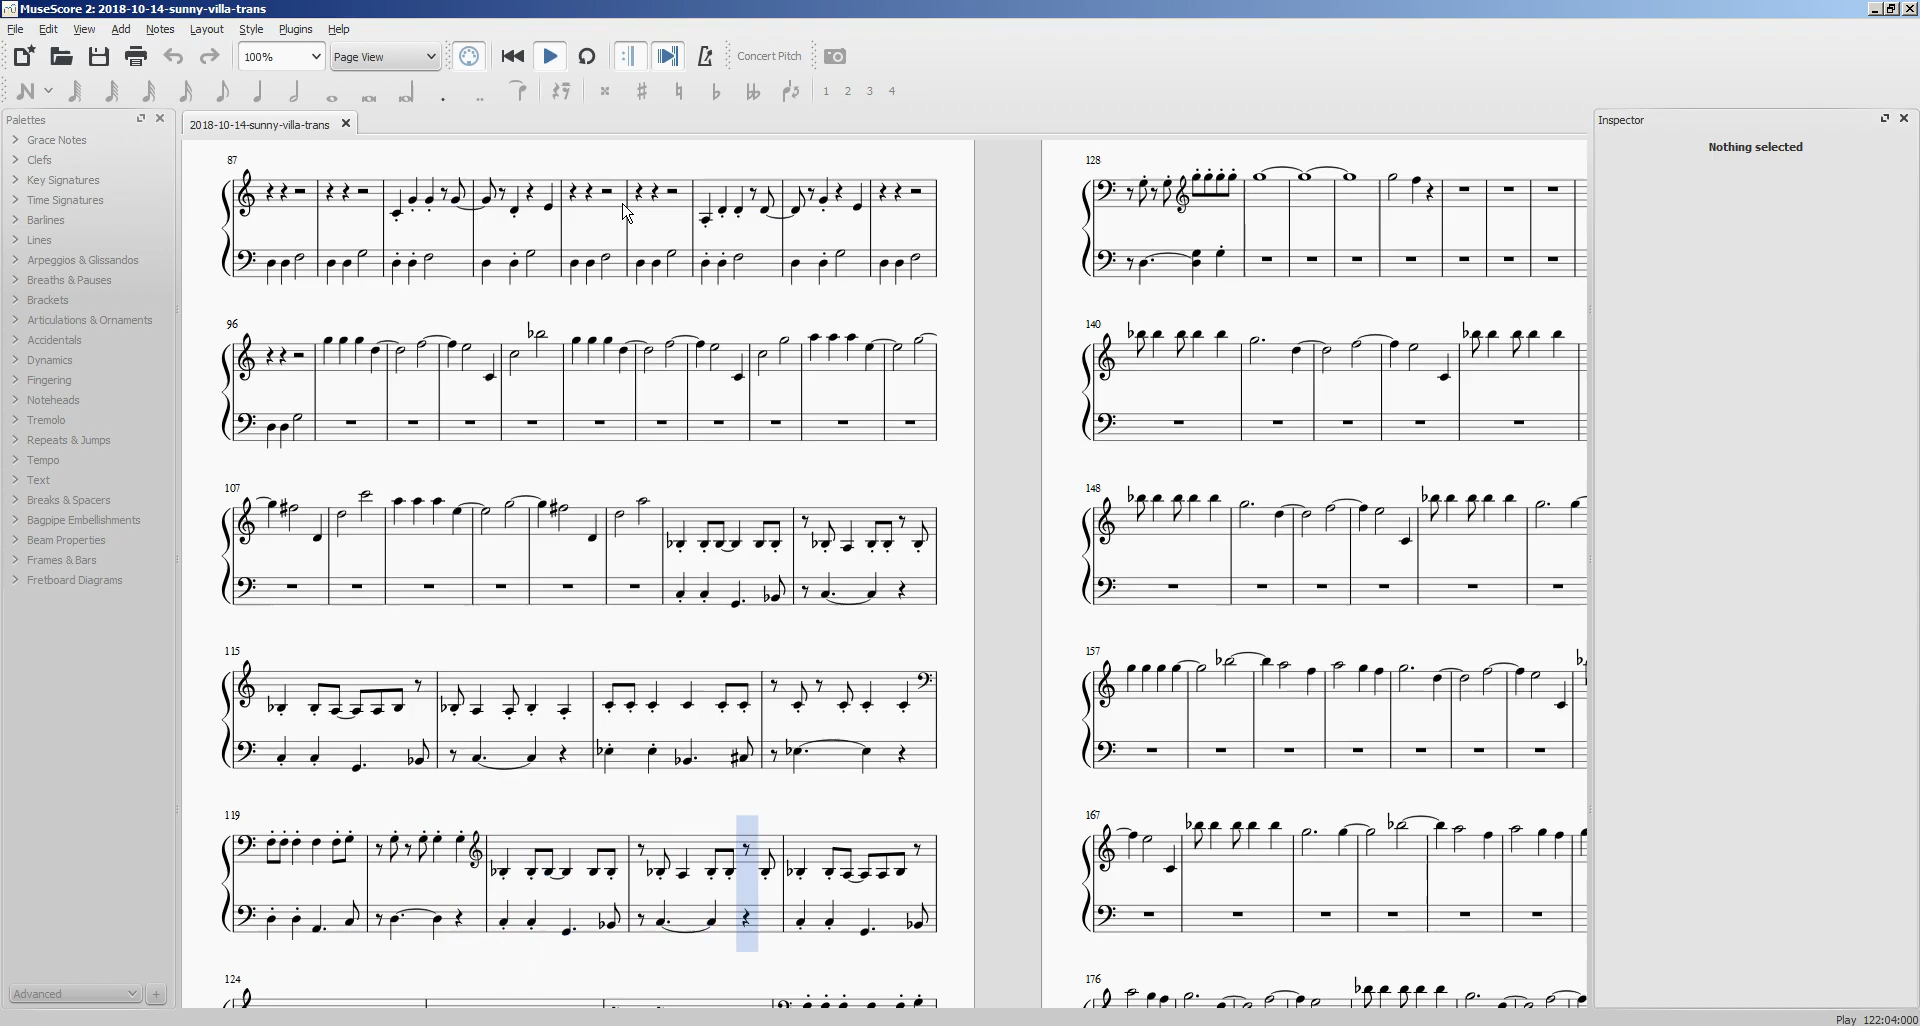 MuseScore 2: 2018-10-14-sunny-villa-trans
File Edit View Add Notes Layout Style Plugins Help
100% Page View Concert Pitch
1 2 3 4
Palettes
Grace Notes
Clefs
Key Signatures
Time Signatures
Barlines
Lines
Arpeggios & Glissandos
Breaths & Pauses
Brackets
Articulations & Ornaments
Accidentals
Dynamics
Fingering
Noteheads
Tremolo
Repeats & Jumps
Tempo
Text
Breaks & Spacers
Bagpipe Embellishments
Beam Properties
Frames & Bars
Fretboard Diagrams
Advanced
+
2018-10-14-sunny-villa-trans
87
96
107
115
119
124
128
140
148
157
167
176
Inspector
Nothing selected
Play 122:04:000